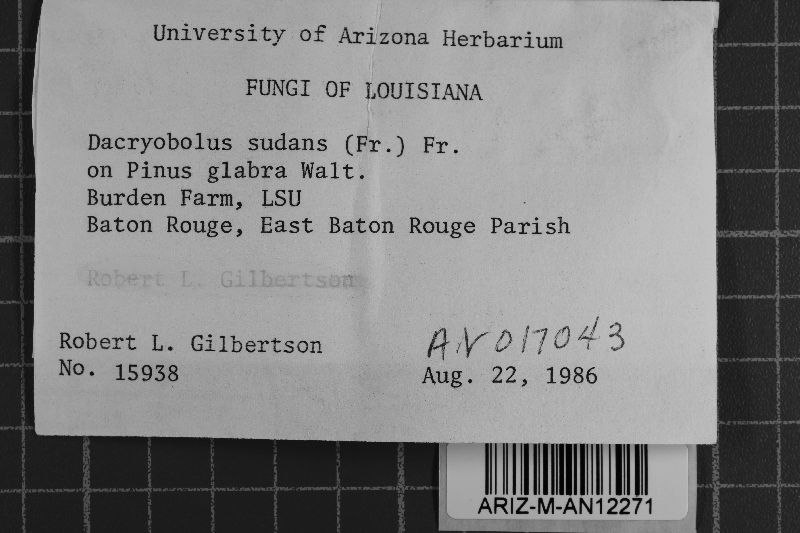 University of Arizona Herbarium
FUNGI OF LOUISIANA
Dacryobolus sudans (Fr.) Fr.
on Pinus glabra Walt.
Burden Farm, LSU
Baton Rouge, East Baton Rouge Parish
Robert L. Gilbertson
Robert L. Gilbertson
AN017043
No. 15938
Aug. 22, 1986
ARIZ-M-AN12271